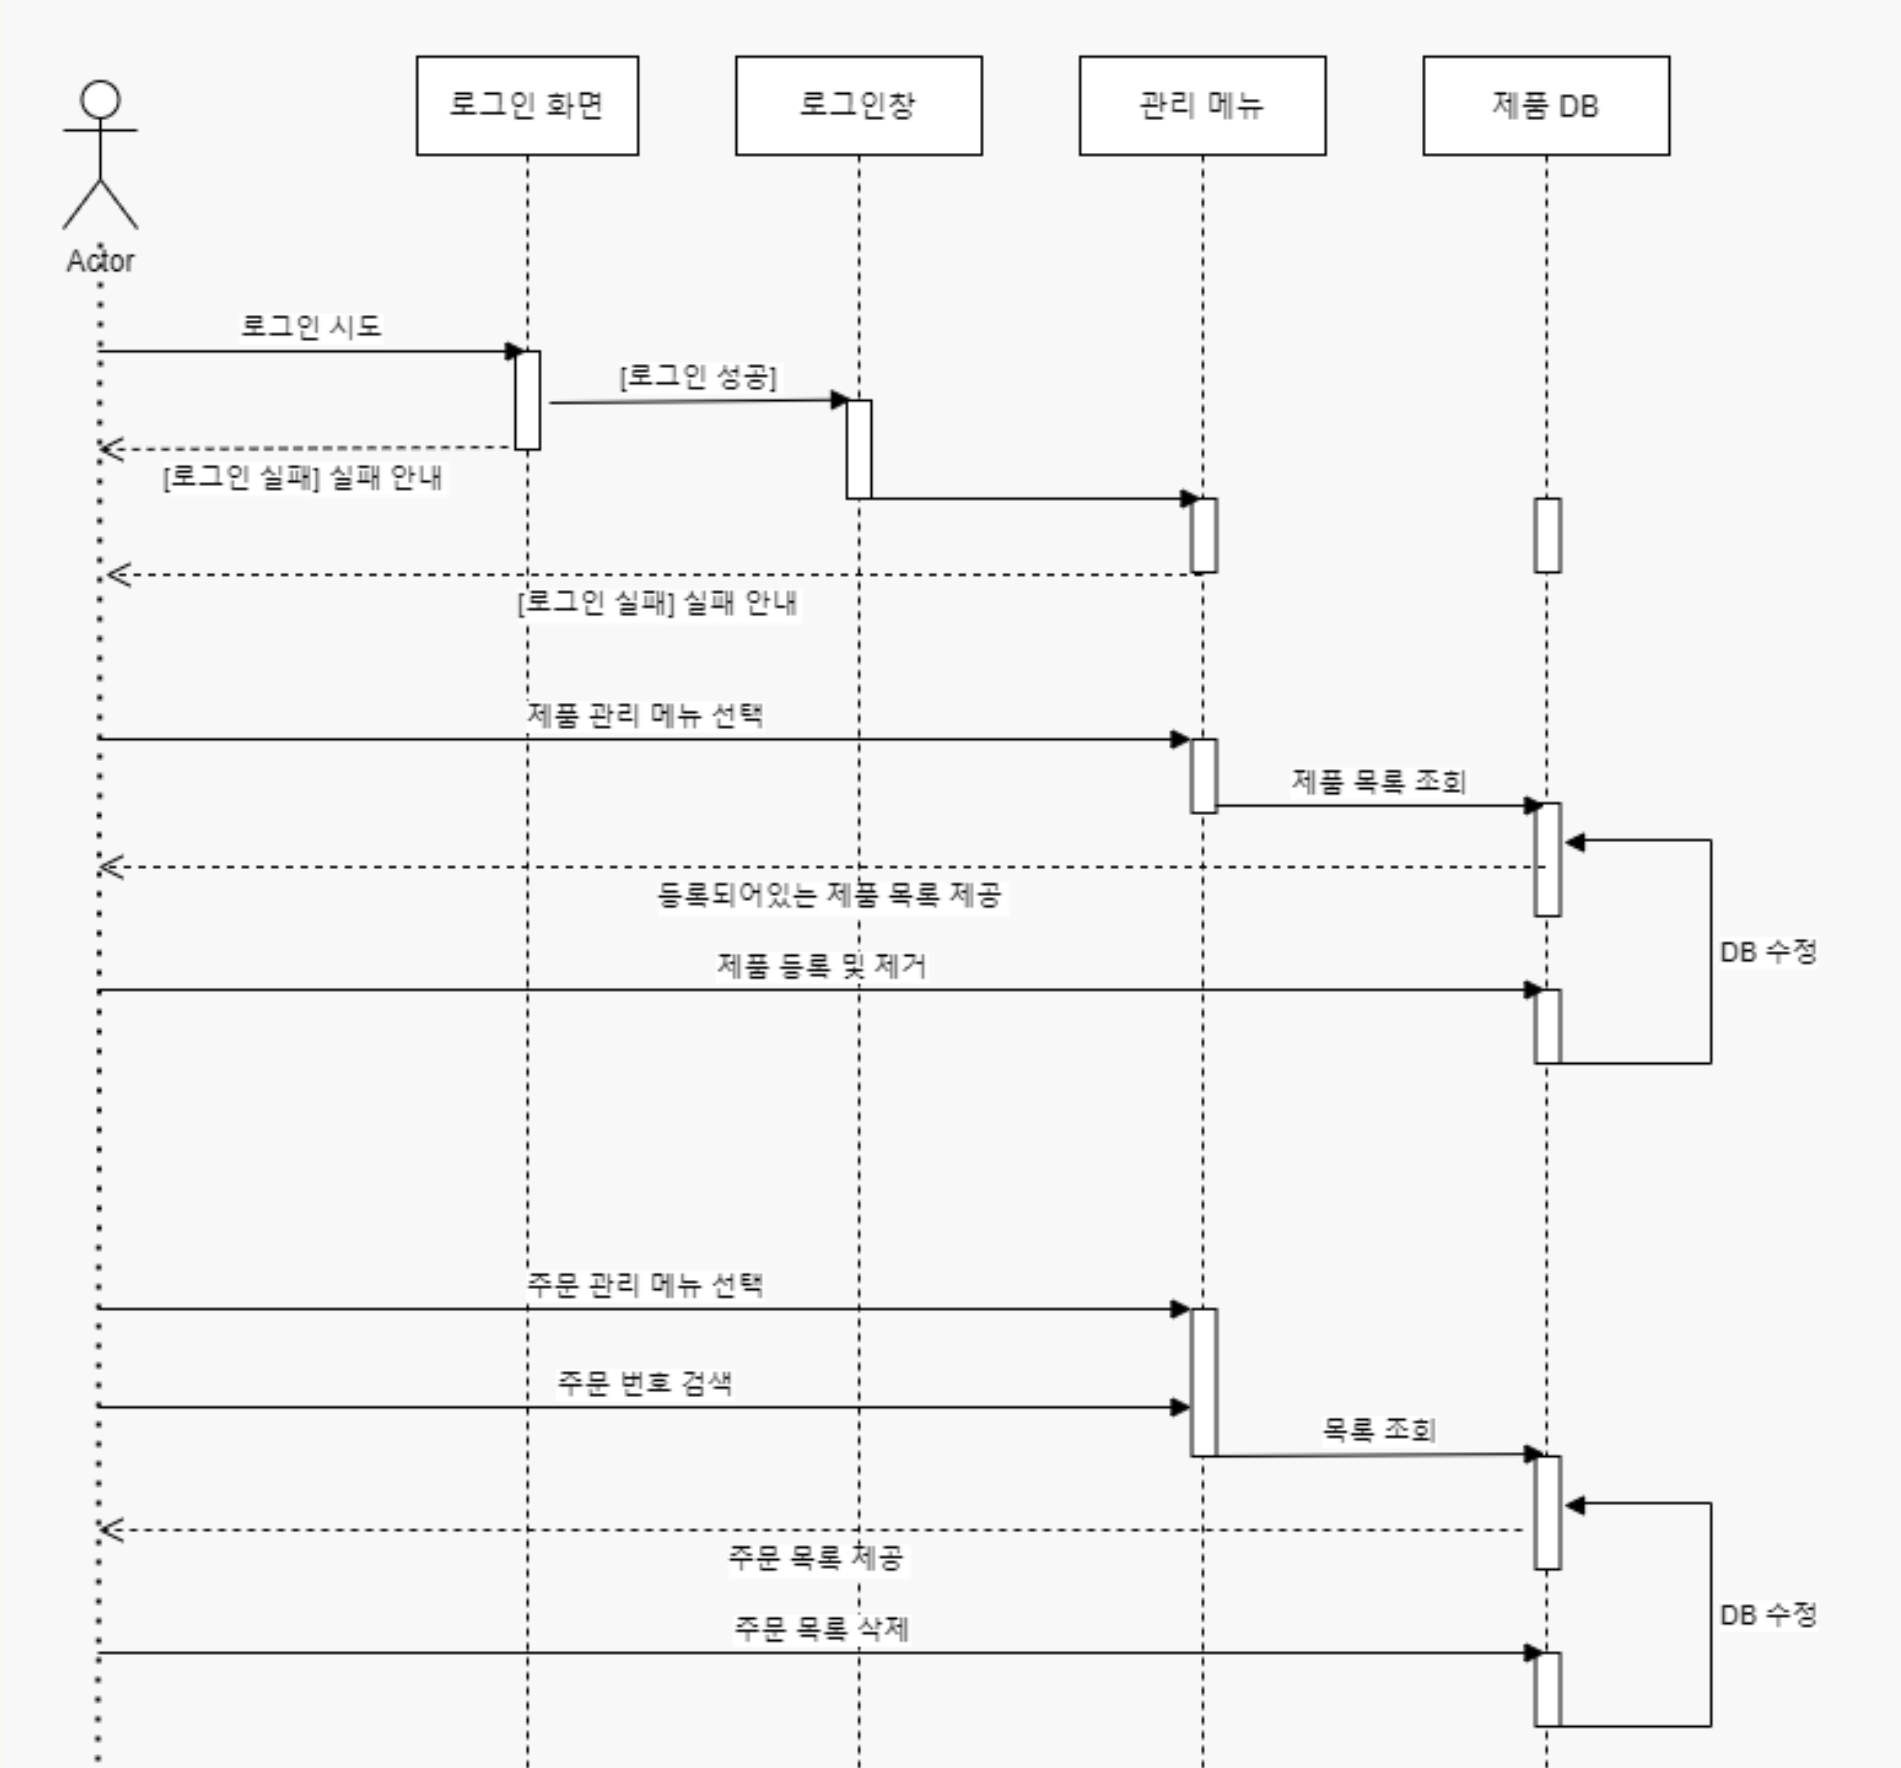 로그인 화면
로그인창
관리 메뉴
제품 DB
Actor
로그인 시도
[로그인 성공]
[로그인 실패] 실패 안내
[로그인 실패] 실패 안내
제품 관리 메뉴 선택
제품 목록 조회
등록되어있는 제품 목록 제공
DB 수정
제품 등록 및 제거
주문 관리 메뉴 선택
주문 번호 검색
목록 조회
주문 목록 제공
DB 수정
주문 목록 삭제